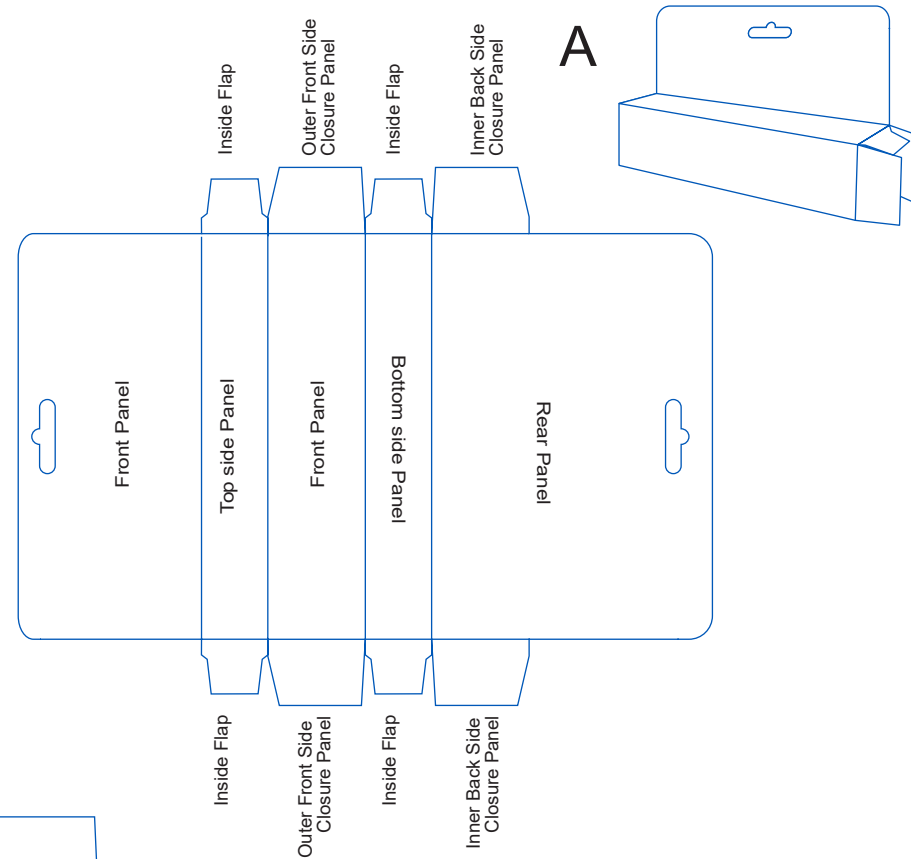 Inside Flap
Outer Front Side
Closure Panel
Inside Flap
Inner Back Side
Closure Panel
A
Front Panel
Top side Panel
Front Panel
Bottom side Panel
Rear Panel
Inside Flap
Outer Front Side
Closure Panel
Inside Flap
Inner Back Side
Closure Panel